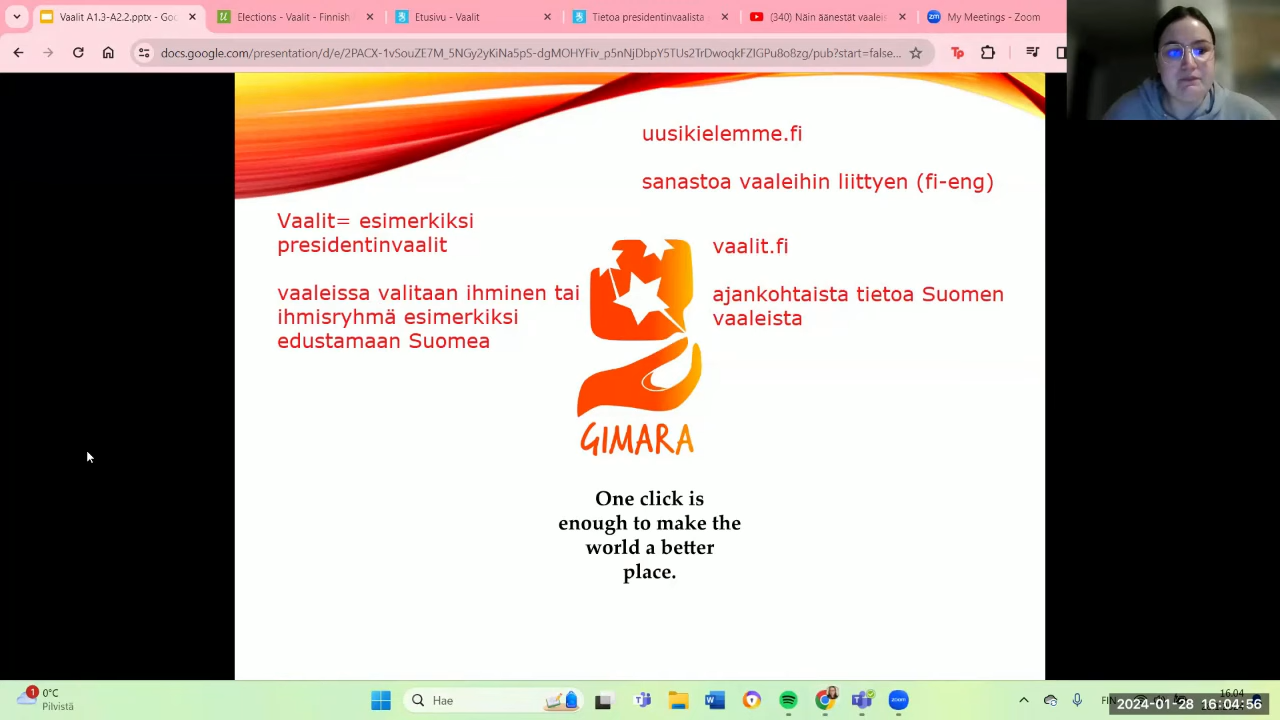 Vaalit A1.3-A2.2.pptx - Goo
Elections - Vaalit - Finnish
Etusivu - Vaalit
Tietoa presidentinvaalista
(340) Näin äänestät vaaleis
My Meetings - Zoom
docs.google.com/presentation/d/e/2PACX-1vSouZE7M_5NGy2yKiNa5pS-dgMOHYFiv_p5nNjDbpY5TUs2TrDwoqkFZIGPu8o8zg/pub?start=false...
uusikielemme.fi
sanastoa vaaleihin liittyen (fi-eng)
Vaalit= esimerkiksi
presidentinvaalit
vaaleissa valitaan ihminen tai
ihmisryhmä esimerkiksi
edustamaan Suomea
vaalit.fi
ajankohtaista tietoa Suomen
vaaleista
GIMARA
One click is
enough to make the
world a better
place.
1
0°C
Pilvistä
Hae
FIN
16.04
2024-01-28 16:04:56